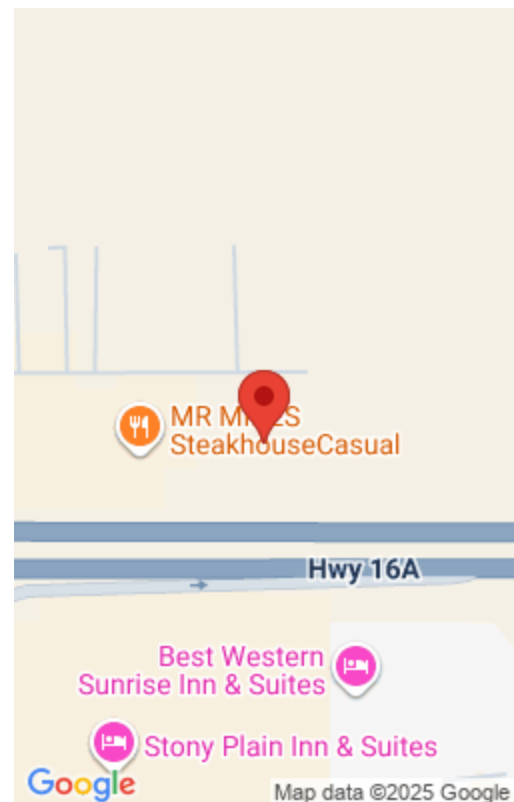 MR
SteakhouseCasual
Hwy 16A
Best Western
Sunrise Inn & Suites
Stony Plain Inn & Suites
Google
Map data ©2025 Google